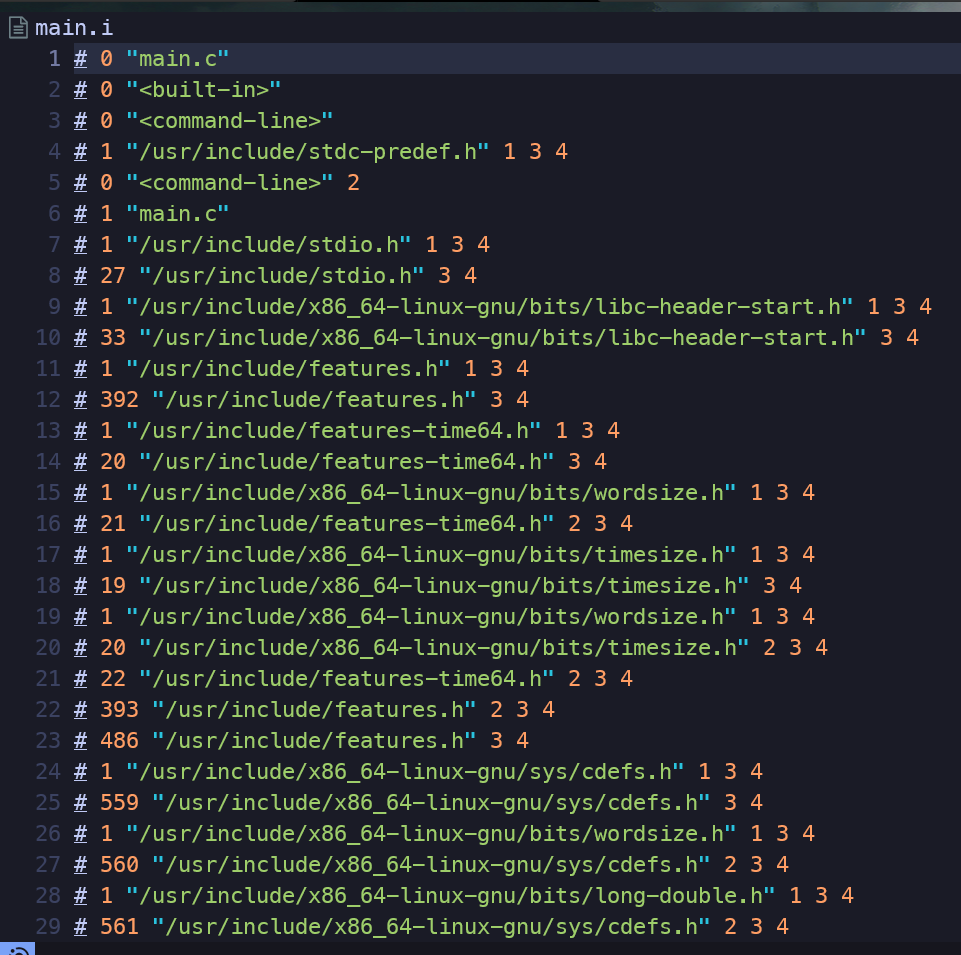 main.i
1 # 0 "main.c"
2 # 0 "<built-in>"
3 # 0 "<command-line>"
4 # 1 "/usr/include/stdc-predef.h" 1 3 4
5 # 0 "<command-line>" 2
6 # 1 "main.c"
7 # 1 "/usr/include/stdio.h" 1 3 4
8 # 27 "/usr/include/stdio.h" 3 4
9 # 1 "/usr/include/x86_64-linux-gnu/bits/libc-header-start.h" 1 3 4
10 # 33 "/usr/include/x86_64-linux-gnu/bits/libc-header-start.h" 3 4
11 # 1 "/usr/include/features.h" 1 3 4
12 # 392 "/usr/include/features.h" 3 4
13 # 1 "/usr/include/features-time64.h" 1 3 4
14 # 20 "/usr/include/features-time64.h" 3 4
15 # 1 "/usr/include/x86_64-linux-gnu/bits/wordsize.h" 1 3 4
16 # 21 "/usr/include/features-time64.h" 2 3 4
17 # 1 "/usr/include/x86_64-linux-gnu/bits/timesize.h" 1 3 4
18 # 19 "/usr/include/x86_64-linux-gnu/bits/timesize.h" 3 4
19 # 1 "/usr/include/x86_64-linux-gnu/bits/wordsize.h" 1 3 4
20 # 20 "/usr/include/x86_64-linux-gnu/bits/timesize.h" 2 3 4
21 # 22 "/usr/include/features-time64.h" 2 3 4
22 # 393 "/usr/include/features.h" 2 3 4
23 # 486 "/usr/include/features.h" 3 4
24 # 1 "/usr/include/x86_64-linux-gnu/sys/cdefs.h" 1 3 4
25 # 559 "/usr/include/x86_64-linux-gnu/sys/cdefs.h" 3 4
26 # 1 "/usr/include/x86_64-linux-gnu/bits/wordsize.h" 1 3 4
27 # 560 "/usr/include/x86_64-linux-gnu/sys/cdefs.h" 2 3 4
28 # 1 "/usr/include/x86_64-linux-gnu/bits/long-double.h" 1 3 4
29 # 561 "/usr/include/x86_64-linux-gnu/sys/cdefs.h" 2 3 4